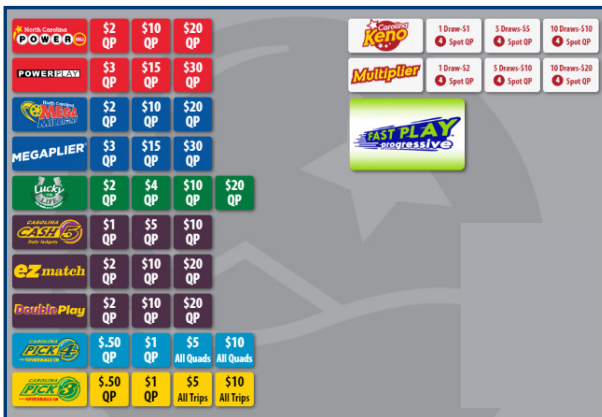 North Carolina
POWERBALL
$2 QP
$10 QP
$20 QP
POWERPLAY
$3 QP
$15 QP
$30 QP
North Carolina
MEGA
MILLIONS
$2 QP
$10 QP
$20 QP
MEGAPLIER
$3 QP
$15 QP
$30 QP
Lucky
FOR
LIFE
$2 QP
$4 QP
$10 QP
$20 QP
CAROLINA
CASH 5
Daily Jackpots
$1 QP
$5 QP
$10 QP
EZ match
$2 QP
$10 QP
$20 QP
Double Play
$2 QP
$10 QP
$20 QP
CAROLINA
PICK 4
$.50 QP
$1 QP
$5 All Quads
$10 All Quads
CAROLINA
PICK 3
$.50 QP
$1 QP
$5 All Trips
$10 All Trips
Carolina
Keno
1 Draw-$1
4 Spot QP
5 Draws-$5
4 Spot QP
10 Draws-$10
4 Spot QP
Multiplier
1 Draw-$2
4 Spot QP
5 Draws-$10
4 Spot QP
10 Draws-$20
4 Spot QP
FAST PLAY
progressive